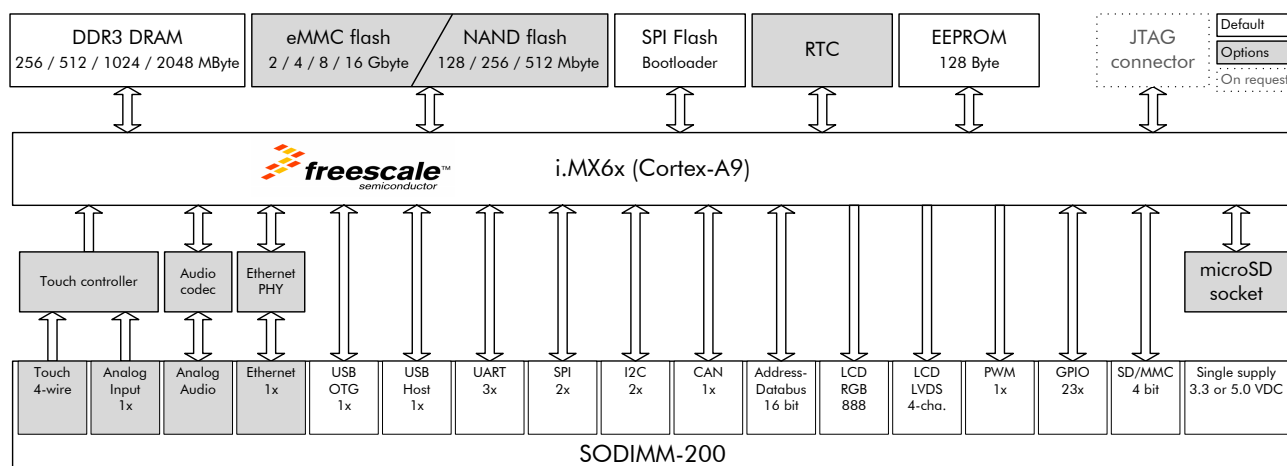 DDR3 DRAM
256 / 512 / 1024 / 2048 MByte
eMMC flash
2 / 4 / 8 / 16 Gbyte
NAND flash
128 / 256 / 512 Mbyte
SPI Flash
Bootloader
RTC
EEPROM
128 Byte
JTAG
connector
Default
Options
On request
freescale™
semiconductor
i.MX6x (Cortex-A9)
Touch controller
Audio
codec
Ethernet
PHY
microSD
socket
Touch
4-wire
Analog
Input
1x
Analog
Audio
Ethernet
1x
USB
OTG
1x
USB
Host
1x
UART
3x
SPI
2x
I2C
2x
CAN
1x
Address-
Databus
16 bit
LCD
RGB
888
LCD
LVDS
4-cha.
PWM
1x
GPIO
23x
SD/MMC
4 bit
Single supply
3.3 or 5.0 VDC
SODIMM-200